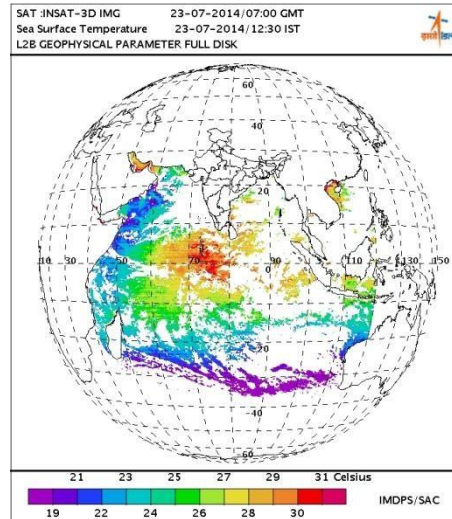 SAT :INSAT-3D IMG 23-07-2014/07:00 GMT
Sea Surface Temperature 23-07-2014/12:30 IST
L2B GEOPHYSICAL PARAMETER FULL DISK
60
40
20
10 30 50 70 90 110 130 150
0
-20
-40
-60
21 23 25 27 29 31 Celsius
19 20 22 24 26 28 30
IMDPS/SAC